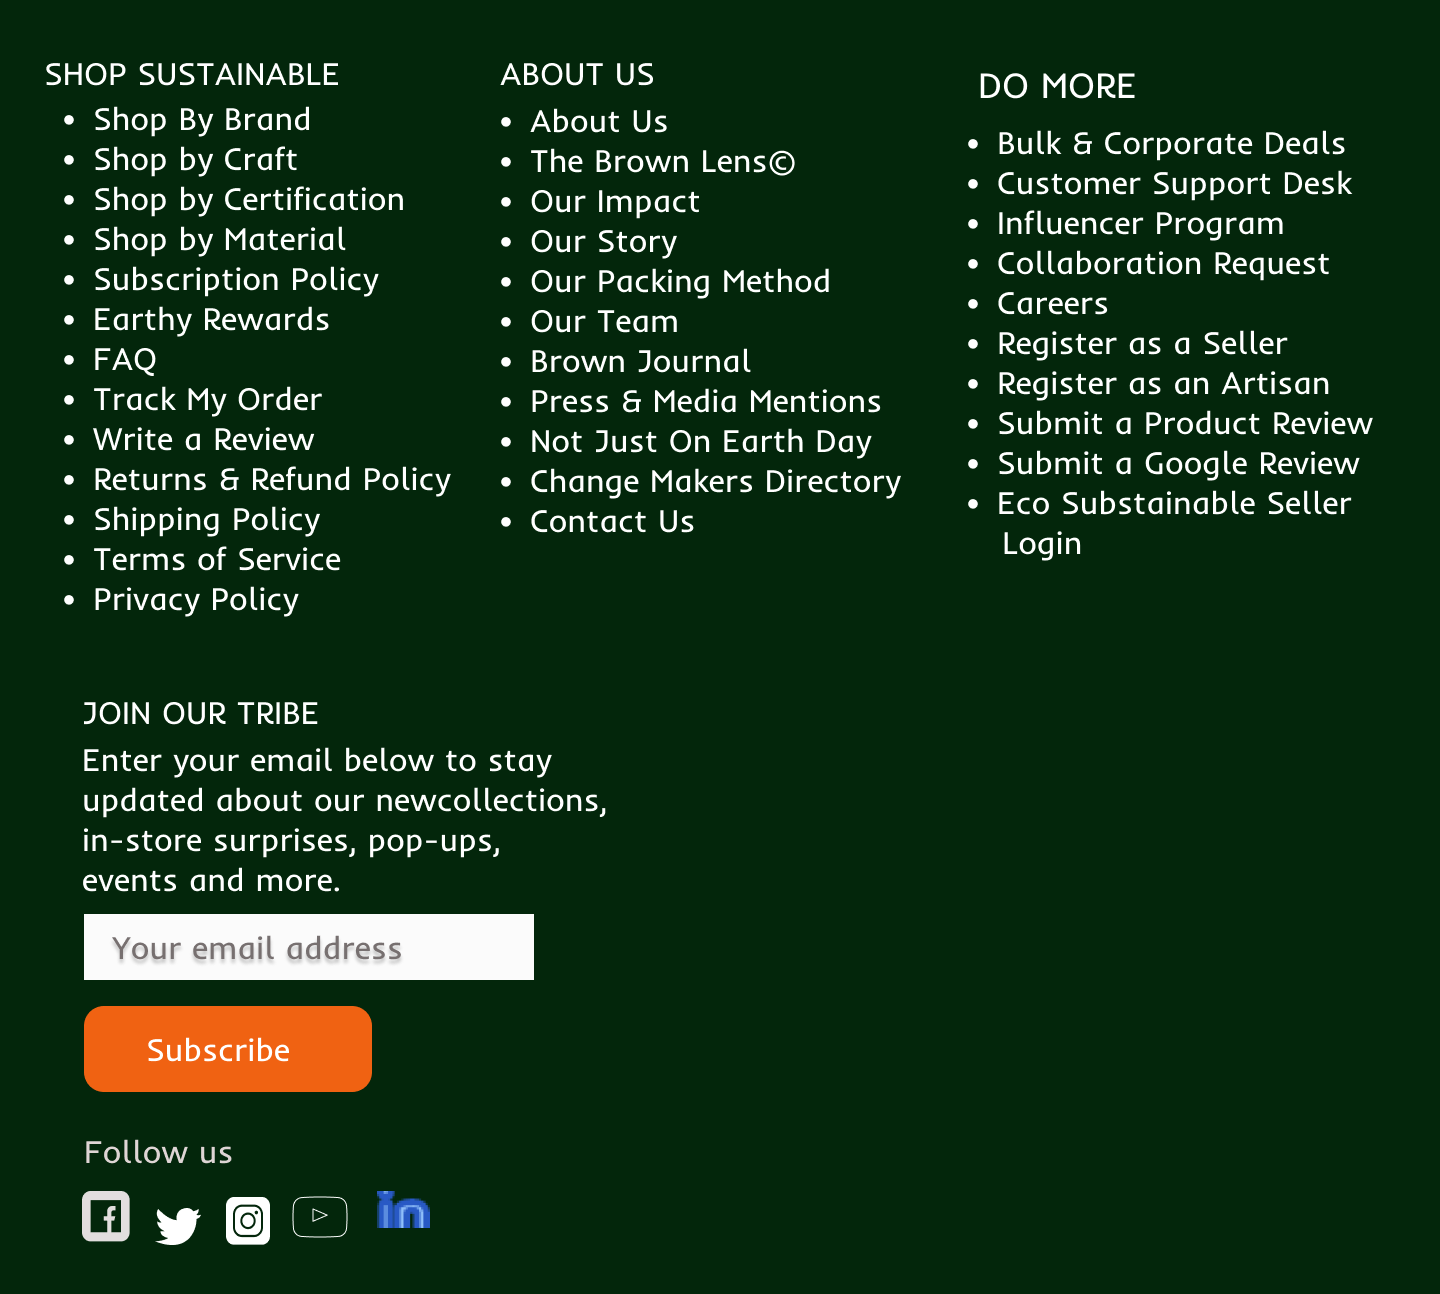 SHOP SUSTAINABLE
• Shop By Brand
• Shop by Craft
• Shop by Certification
• Shop by Material
• Subscription Policy
• Earthy Rewards
• FAQ
• Track My Order
• Write a Review
• Returns & Refund Policy
• Shipping Policy
• Terms of Service
• Privacy Policy
ABOUT US
• About Us
• The Brown Lens©
• Our Impact
• Our Story
• Our Packing Method
• Our Team
• Brown Journal
• Press & Media Mentions
• Not Just On Earth Day
• Change Makers Directory
• Contact Us
DO MORE
• Bulk & Corporate Deals
• Customer Support Desk
• Influencer Program
• Collaboration Request
• Careers
• Register as a Seller
• Register as an Artisan
• Submit a Product Review
• Submit a Google Review
• Eco Substainable Seller
Login
JOIN OUR TRIBE
Enter your email below to stay
updated about our newcollections,
in-store surprises, pop-ups,
events and more.
Your email address
Subscribe
Follow us
in